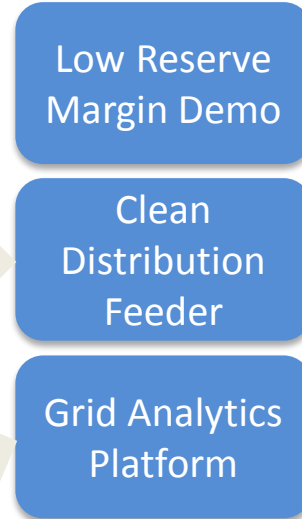 Low Reserve
Margin Demo
Clean
Distribution
Feeder
Grid Analytics
Platform